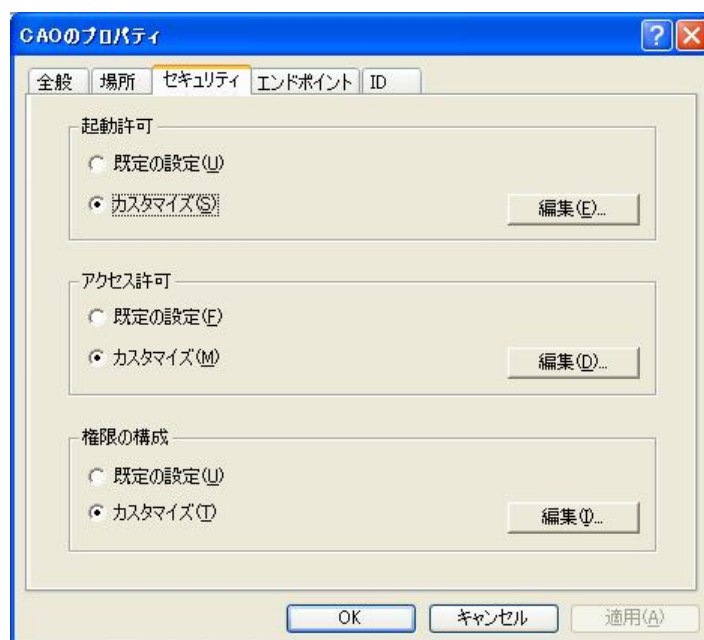 CAOのプロパティ
全般 場所 セキュリティ エンドポイント ID
起動許可
既定の設定(U)
カスタマイズ(S) 編集(E)...
アクセス許可
既定の設定(F)
カスタマイズ(M) 編集(D)...
権限の構成
既定の設定(U)
カスタマイズ(T) 編集(I)...
OK キャンセル 適用(A)